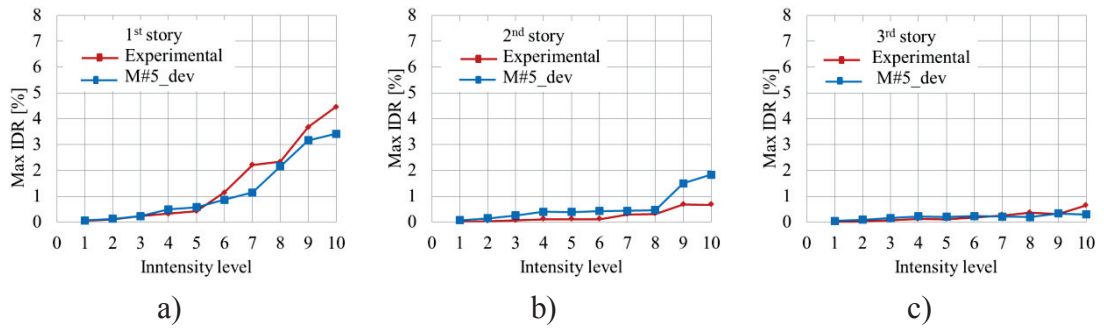 8
7
6
5
4
3
2
1
0
Max IDR [%]
1st story
Experimental
M#5_dev
0 1 2 3 4 5 6 7 8 9 10
Inntensity level
a)
8
7
6
5
4
3
2
1
0
Max IDR [%]
2nd story
Experimental
M#5_dev
0 1 2 3 4 5 6 7 8 9 10
Intensity level
b)
8
7
6
5
4
3
2
1
0
Max IDR [%]
3rd story
Experimental
M#5_dev
0 1 2 3 4 5 6 7 8 9 10
Intensity level
c)